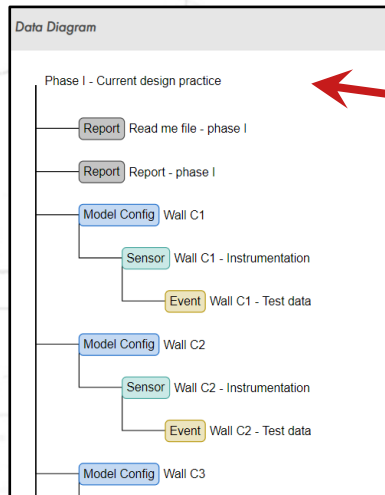 Data Diagram
Phase I - Current design practice
Report Read me file - phase I
Report Report - phase I
Model Config Wall C1
Sensor Wall C1 - Instrumentation
Event Wall C1 - Test data
Model Config Wall C2
Sensor Wall C2 - Instrumentation
Event Wall C2 - Test data
Model Config Wall C3